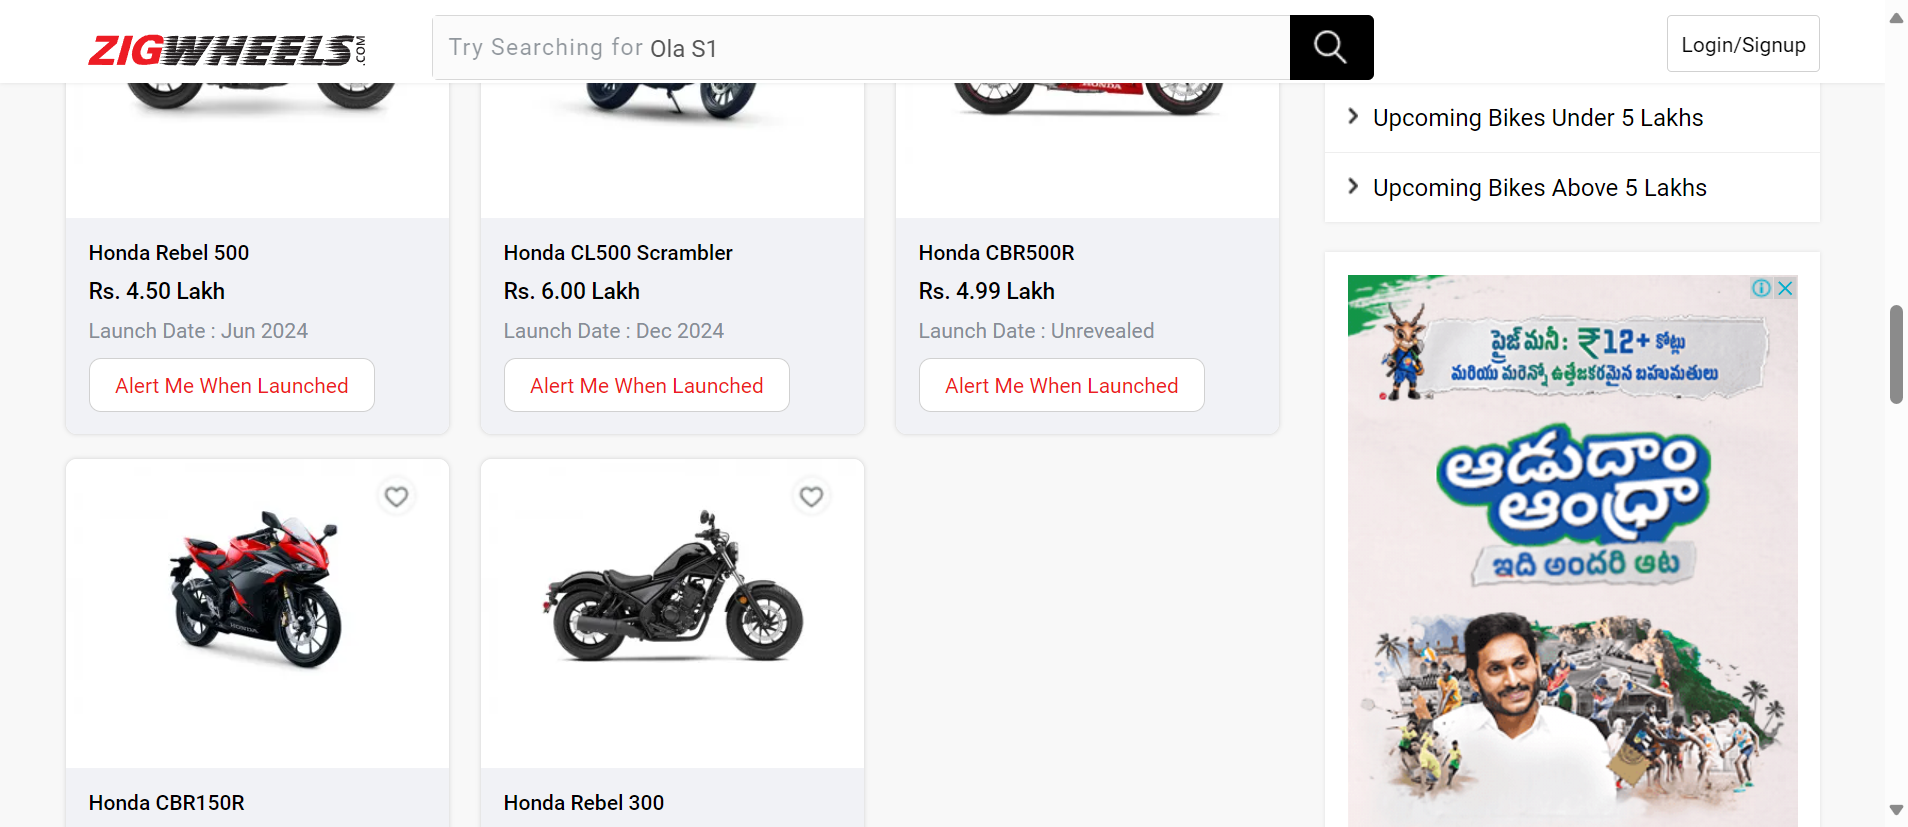 ZIGWHEELS.COM
Try Searching for Ola S1
Login/Signup
HONDA
Honda Rebel 500
Rs. 4.50 Lakh
Launch Date : Jun 2024
Alert Me When Launched
Honda CL500 Scrambler
Rs. 6.00 Lakh
Launch Date : Dec 2024
Alert Me When Launched
Honda CBR500R
Rs. 4.99 Lakh
Launch Date : Unrevealed
Alert Me When Launched
HONDA
Honda CBR150R
Honda Rebel 300
Upcoming Bikes Under 5 Lakhs
Upcoming Bikes Above 5 Lakhs
ప్రైజ్ మనీ: ₹12+ కోట్లు
మరియు మరెన్నో ఉత్తేజకరమైన బహుమతులు
ఆడుదాం
ఆంధ్రా
ఇది అందరి ఆట